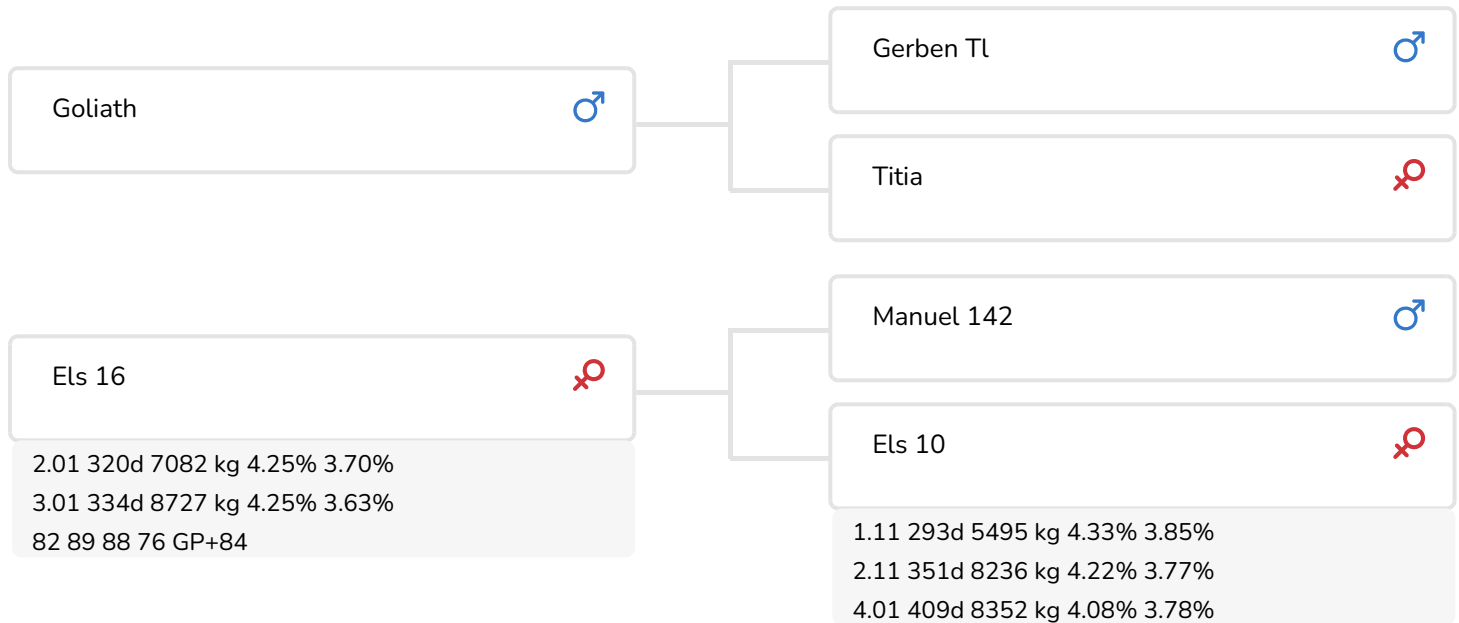 Goliath
Gerben Tl
Titia
Els 16
2.01 320d 7082 kg 4.25% 3.70%
3.01 334d 8727 kg 4.25% 3.63%
82 89 88 76 GP+84
Manuel 142
Els 10
1.11 293d 5495 kg 4.33% 3.85%
2.11 351d 8236 kg 4.22% 3.77%
4.01 409d 8352 kg 4.08% 3.78%